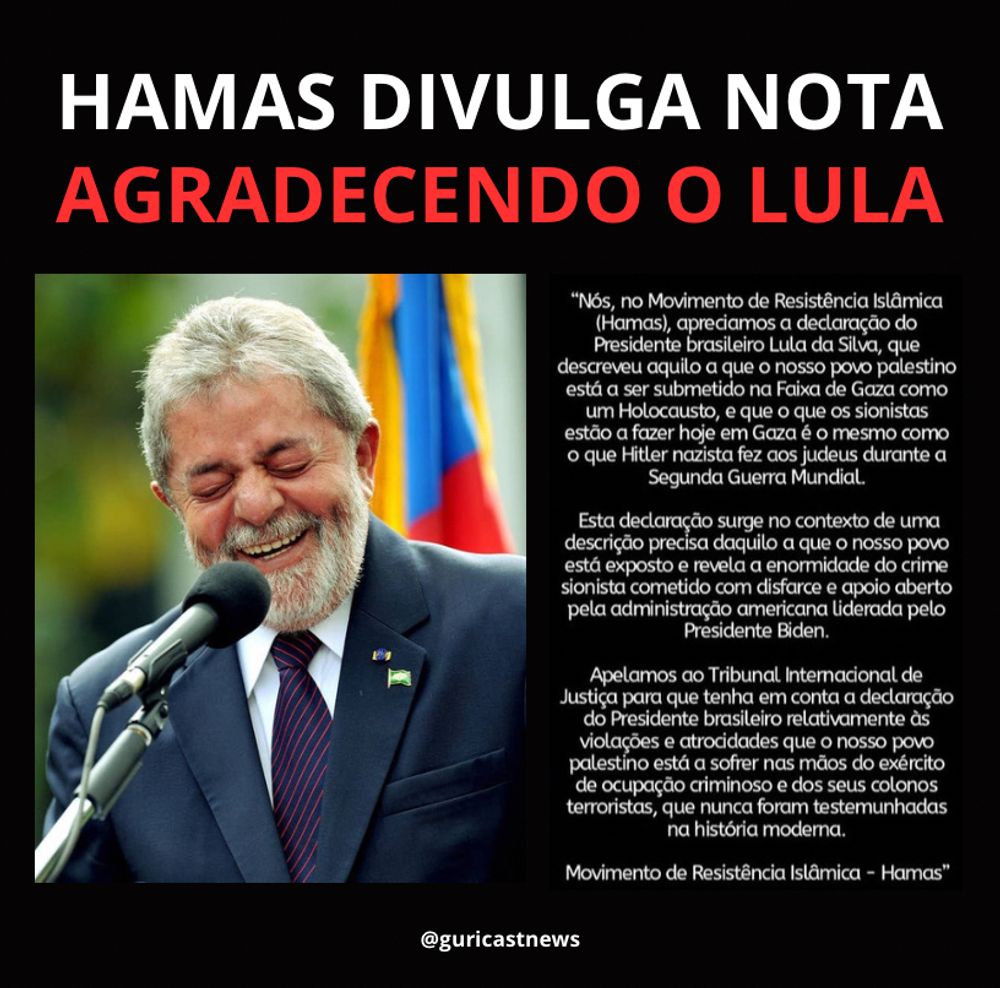 HAMAS DIVULGA NOTA
AGRADECENDO O LULA
“Nós, no Movimento de Resistência Islâmica
(Hamas), apreciamos a declaração do
Presidente brasileiro Lula da Silva, que
descreveu aquilo a que o nosso povo palestino
está a ser submetido na Faixa de Gaza como
um Holocausto, e que o que os sionistas
estão a fazer hoje em Gaza é o mesmo como
o que Hitler nazista fez aos judeus durante a
Segunda Guerra Mundial.
Esta declaração surge no contexto de uma
descrição precisa daquilo a que o nosso povo
está exposto e revela a enormidade do crime
sionista cometido com disfarce e apoio aberto
pela administração americana liderada pelo
Presidente Biden.
Apelamos ao Tribunal Internacional de
Justiça para que tenha em conta a declaração
do Presidente brasileiro relativamente às
violações e atrocidades que o nosso povo
palestino está a sofrer nas mãos do exército
de ocupação criminoso e dos seus colonos
terroristas, que nunca foram testemunhadas
na história moderna.
Movimento de Resistência Islâmica - Hamas”
@guricastnews